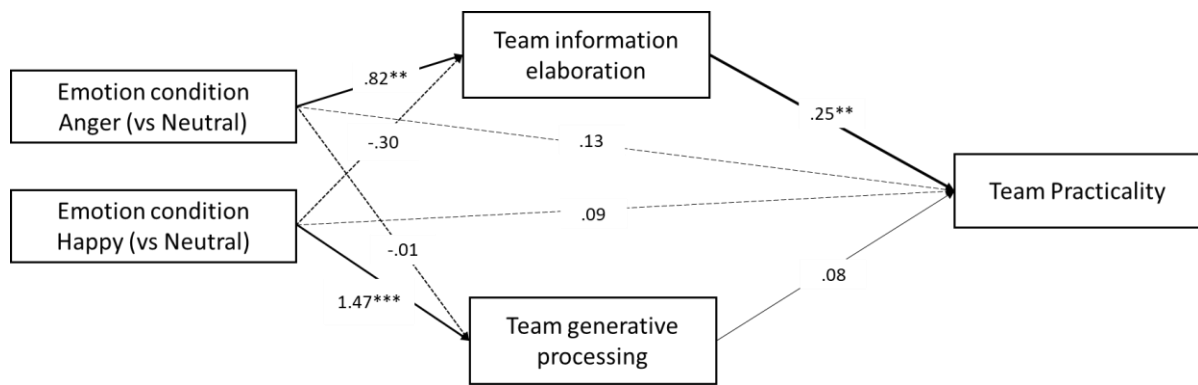 Team information
elaboration
.82**
Emotion condition
Anger (vs Neutral)
.25**
-.30
.13
Team Practicality
Emotion condition
Happy (vs Neutral)
.09
-.01
.08
1.47***
Team generative
processing